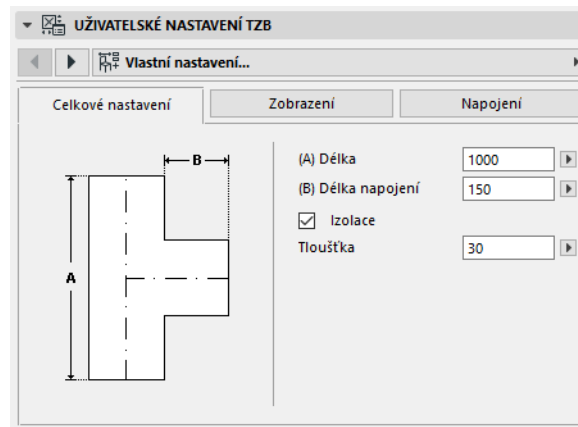 UŽIVATELSKÉ NASTAVENÍ TZB
Vlastní nastavení...
Celkové nastavení
Zobrazení
Napojení
B
A
(A) Délka
1000
(B) Délka napojení
150
Izolace
Tloušťka
30